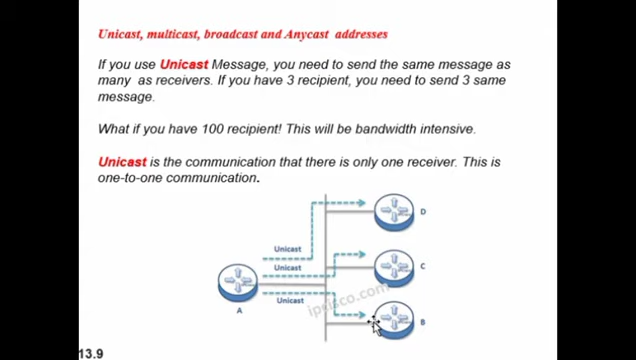 Unicast, multicast, broadcast and Anycast addresses
If you use Unicast Message, you need to send the same message as
many as receivers. If you have 3 recipient, you need to send 3 same
message.
What if you have 100 recipient! This will be bandwidth intensive.
Unicast is the communication that there is only one receiver. This is
one-to-one communication.
D
Unicast
Unicast
C
Unicast
A
ipcisco.com
B
13.9